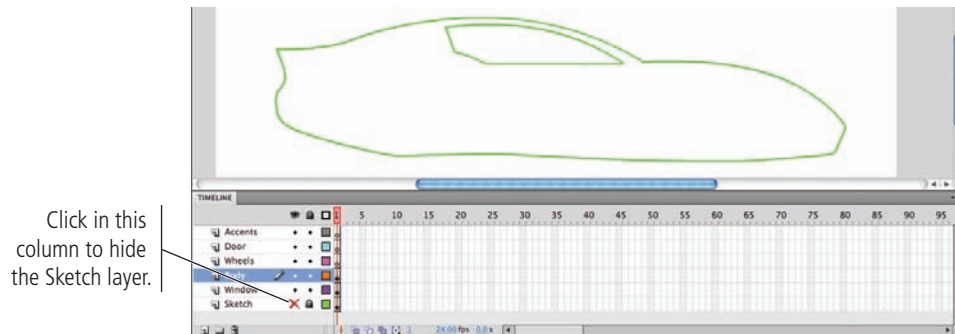 TIMELINE
1 5 10 15 20 25 30 35 40 45 50 55 60 65 70 75 80 85 90 95
Accents
Door
Wheels
Body
Window
Sketch
1 24.00 fps 0.0 s
Click in this
column to hide
the Sketch layer.